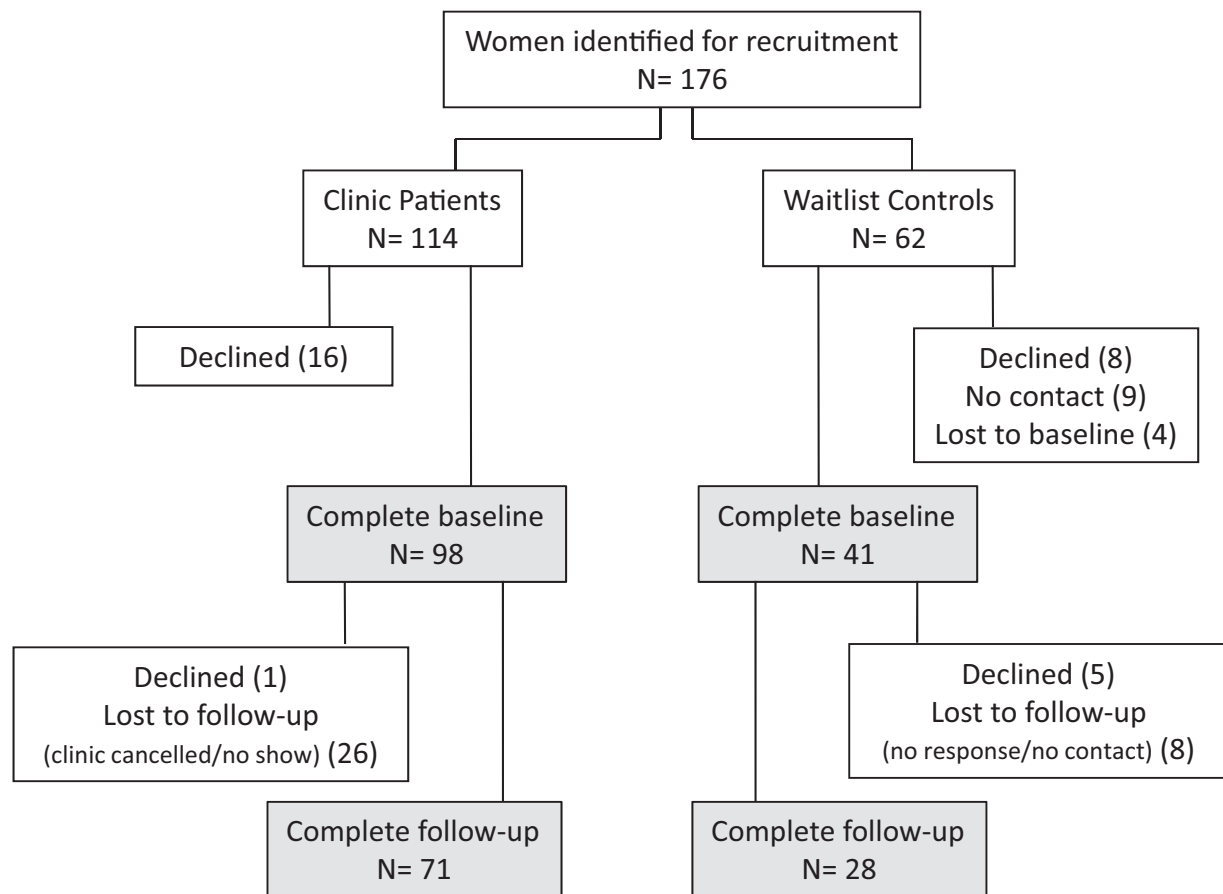 Women identified for recruitment
N= 176
Clinic Patients
N= 114
Waitlist Controls
N= 62
Declined (16)
Declined (8)
No contact (9)
Lost to baseline (4)
Complete baseline
N= 98
Complete baseline
N= 41
Declined (1)
Lost to follow-up
(clinic cancelled/no show) (26)
Declined (5)
Lost to follow-up
(no response/no contact) (8)
Complete follow-up
N= 71
Complete follow-up
N= 28